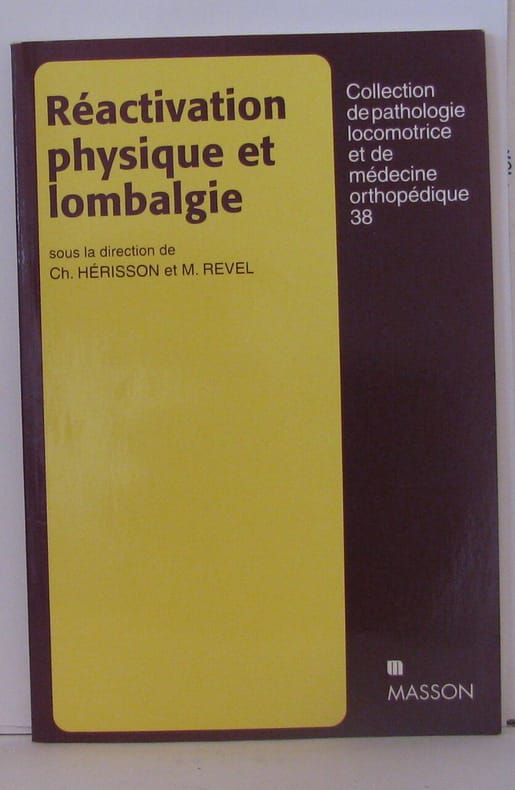 Réactivation
physique et
lombalgie
sous la direction de
Ch. HÉRISSON et M. REVEL
Collection
de pathologie
locomotrice
et de
médecine
orthopédique
38
m
MASSON